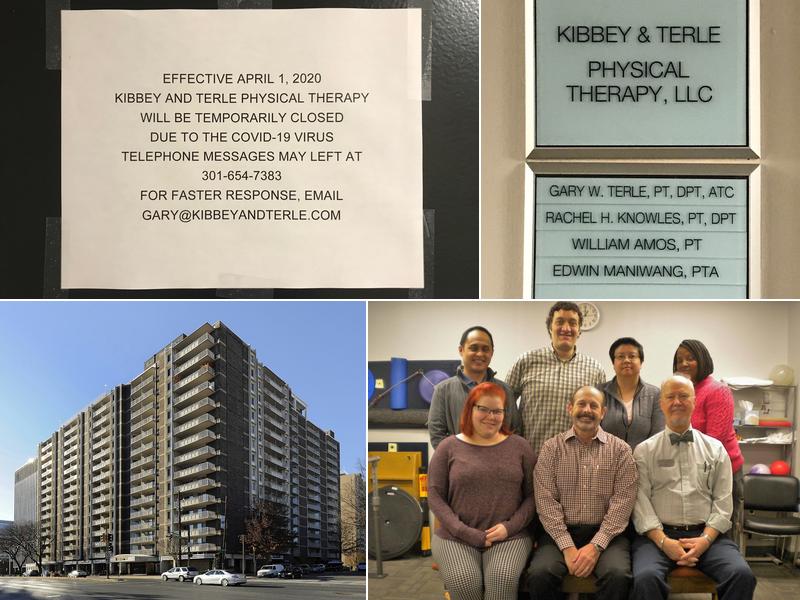 EFFECTIVE APRIL 1, 2020
KIBBEY AND TERLE PHYSICAL THERAPY
WILL BE TEMPORARILY CLOSED
DUE TO THE COVID-19 VIRUS
TELEPHONE MESSAGES MAY LEFT AT
301-654-7383
FOR FASTER RESPONSE, EMAIL
GARY@KIBBEYANDTERLE.COM
KIBBEY & TERLE
PHYSICAL
THERAPY, LLC
GARY W. TERLE, PT, DPT, ATC
RACHEL H. KNOWLES, PT, DPT
WILLIAM AMOS, PT
EDWIN MANIWANG, PTA